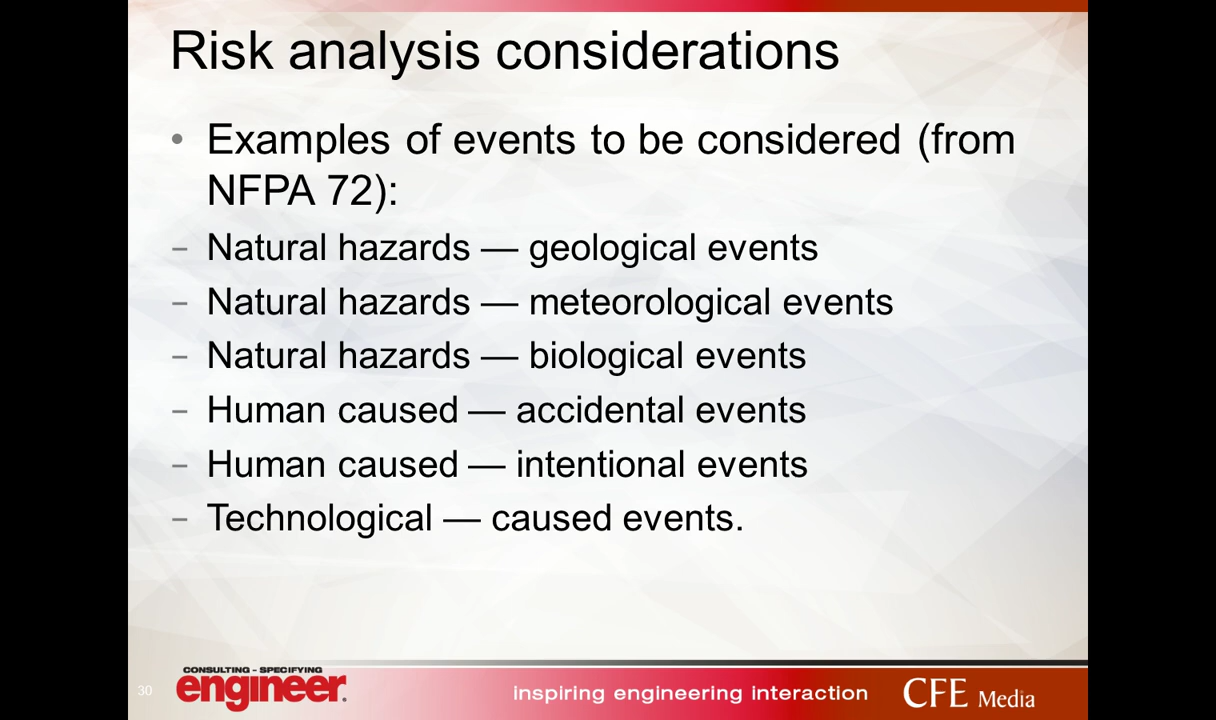 Risk analysis considerations
• Examples of events to be considered (from
NFPA 72):
– Natural hazards — geological events
– Natural hazards — meteorological events
– Natural hazards — biological events
– Human caused — accidental events
– Human caused — intentional events
– Technological — caused events.
30
CONSULTING - SPECIFYING
engineer®
inspiring engineering interaction
CFE Media